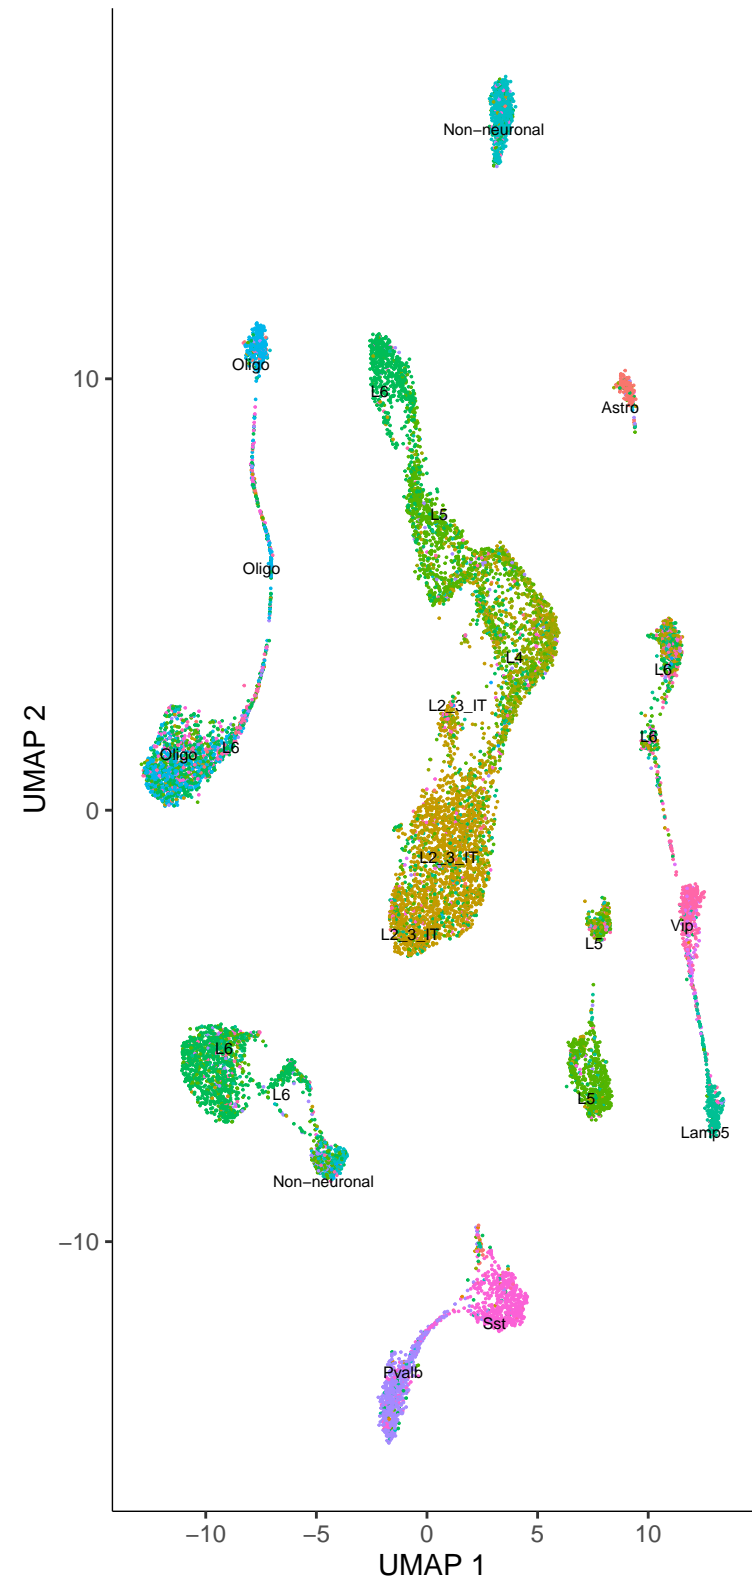 Non−neuronal
Oligo
L6
Astro
L5
Oligo
L4
L6
L2_3_IT
L6
L6
Oligo
L2_3_IT
Vip
L2_3_IT
L5
L6
L6
L5
Lamp5
Non−neuronal
Sst
Pvalb
10
0
−10
UMAP 2
−10 −5 0 5 10
UMAP 1